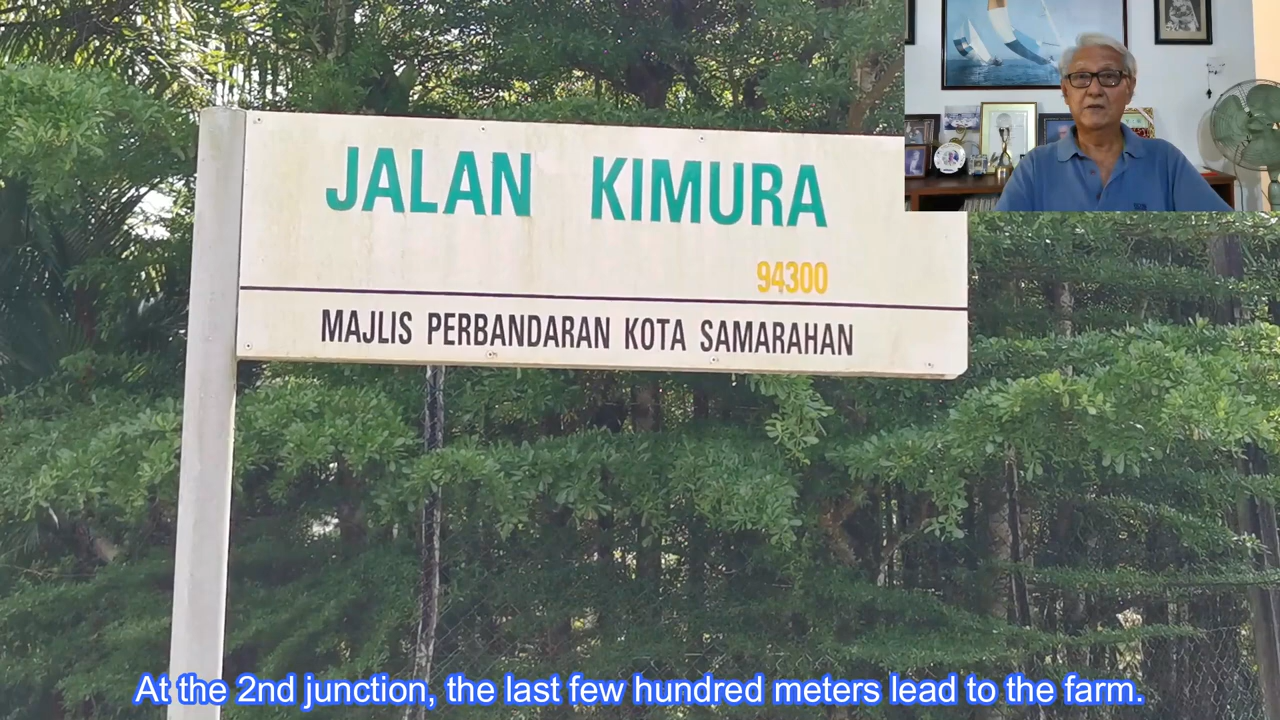 JALAN KIMURA
94300
MAJLIS PERBANDARAN KOTA SAMARAHAN
At the 2nd junction, the last few hundred meters lead to the farm.